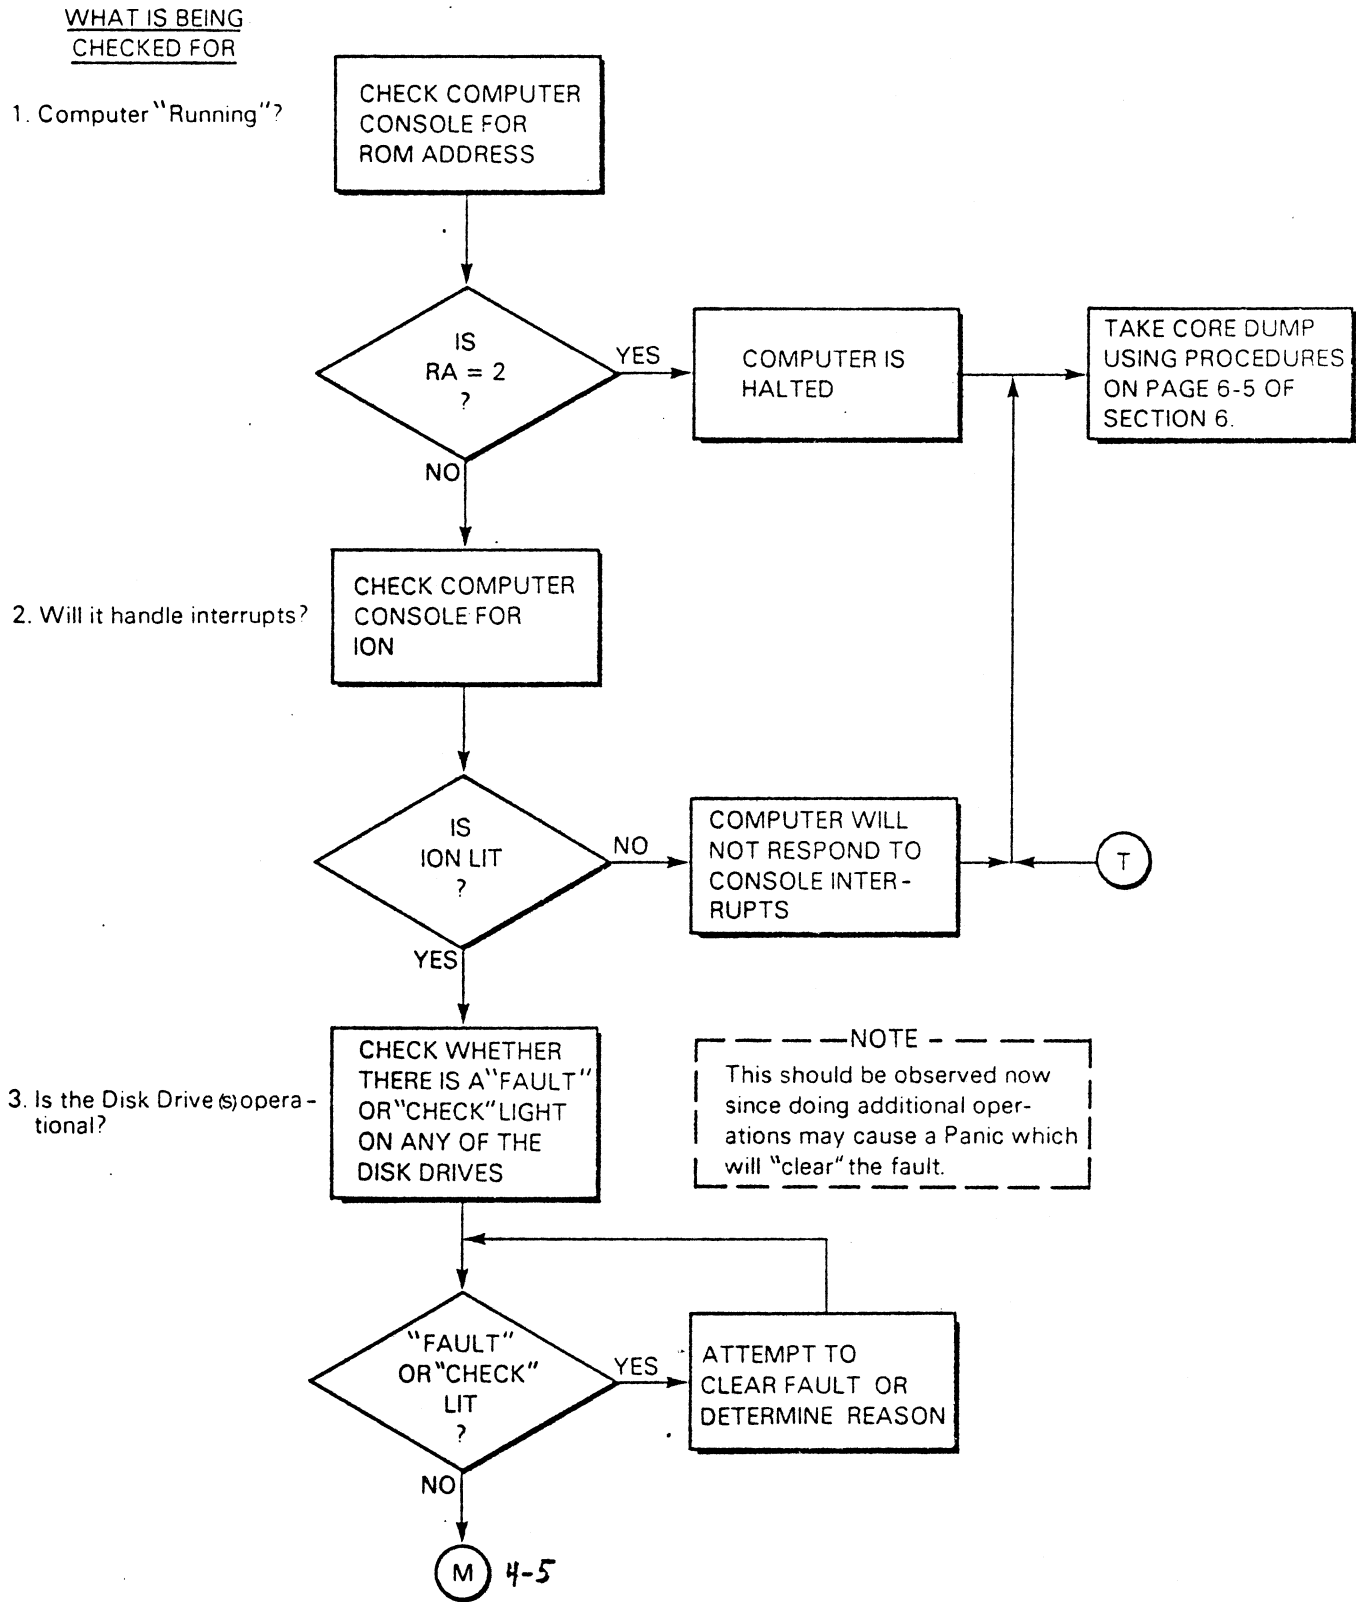 WHAT IS BEING
CHECKED FOR
1. Computer "Running"?
CHECK COMPUTER
CONSOLE FOR
ROM ADDRESS
IS
RA = 2
?
YES
COMPUTER IS
HALTED
TAKE CORE DUMP
USING PROCEDURES
ON PAGE 6-5 OF
SECTION 6.
NO
2. Will it handle interrupts?
CHECK COMPUTER
CONSOLE FOR
ION
IS
ION LIT
?
NO
COMPUTER WILL
NOT RESPOND TO
CONSOLE INTER-
RUPTS
T
YES
3. Is the Disk Drive(s) opera-
tional?
CHECK WHETHER
THERE IS A "FAULT"
OR "CHECK" LIGHT
ON ANY OF THE
DISK DRIVES
NOTE
This should be observed now
since doing additional oper-
ations may cause a Panic which
will "clear" the fault.
"FAULT"
OR "CHECK"
LIT
?
YES
ATTEMPT TO
CLEAR FAULT OR
DETERMINE REASON
NO
M 4-5